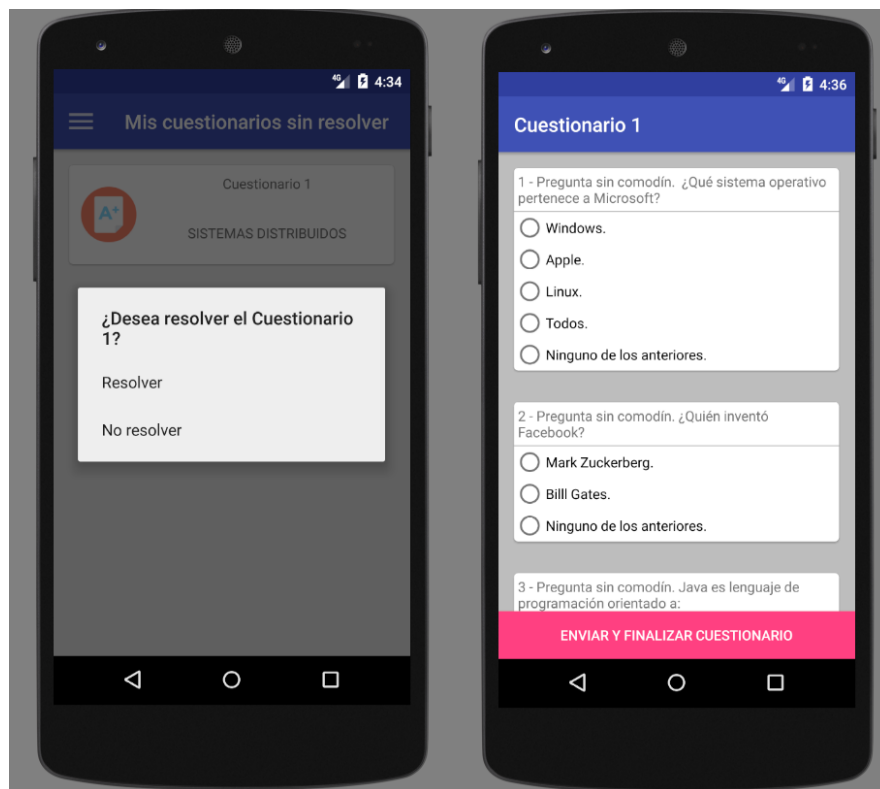 4G 4:34
Mis cuestionarios sin resolver
Cuestionario 1
A+
SISTEMAS DISTRIBUIDOS
¿Desea resolver el Cuestionario
1?
Resolver
No resolver
4G 4:36
Cuestionario 1
1 - Pregunta sin comodín. ¿Qué sistema operativo
pertenece a Microsoft?
Windows.
Apple.
Linux.
Todos.
Ninguno de los anteriores.
2 - Pregunta sin comodín. ¿Quién inventó
Facebook?
Mark Zuckerberg.
Billl Gates.
Ninguno de los anteriores.
3 - Pregunta sin comodín. Java es lenguaje de
programación orientado a:
ENVIAR Y FINALIZAR CUESTIONARIO